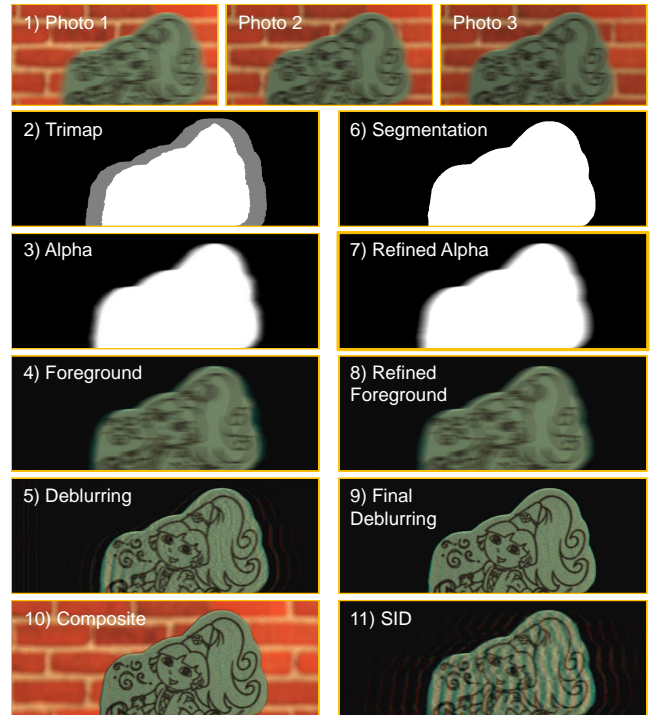 1) Photo 1
Photo 2
Photo 3
2) Trimap
6) Segmentation
3) Alpha
7) Refined Alpha
4) Foreground
8) Refined
Foreground
5) Deblurring
9) Final
Deblurring
10) Composite
11) SID